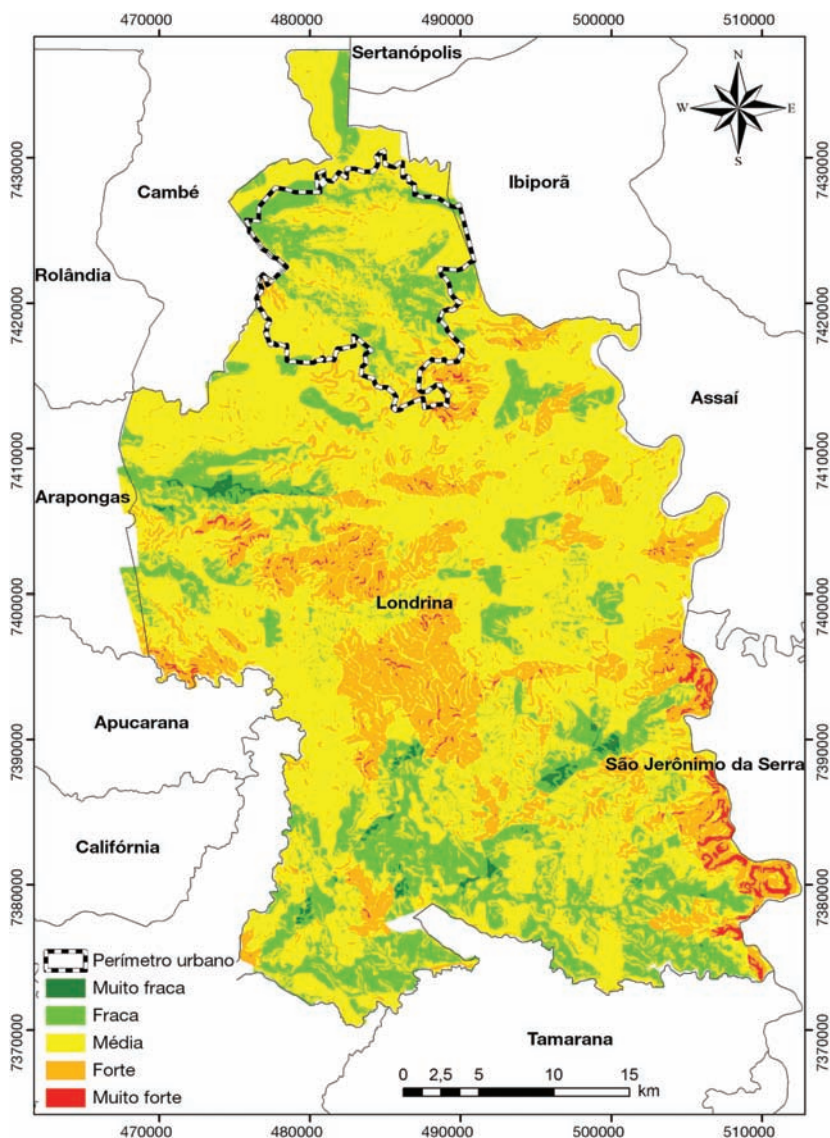 470000 480000 490000 500000 510000
Sertanópolis
N
W E
S
7430000 7430000
Cambé
Ibiporã
Rolândia
7420000 7420000
Assaí
7410000 7410000
Arapongas
7400000 7400000
Londrina
Apucarana
7390000 7390000
São Jerônimo da Serra
Califórnia
7380000 7380000
Perímetro urbano
Muito fraca
Fraca
Média
Forte
Muito forte
Tamarana
7370000 7370000
0 2,5 5 10 15
km
470000 480000 490000 500000 510000